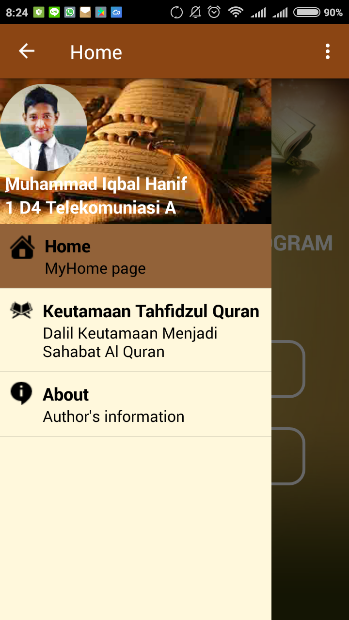 8:24
90%
Home
Muhammad Iqbal Hanif
1 D4 Telekomuniasi A
Home
MyHome page
OGRAM
Keutamaan Tahfidzul Quran
Dalil Keutamaan Menjadi
Sahabat Al Quran
About
Author's information